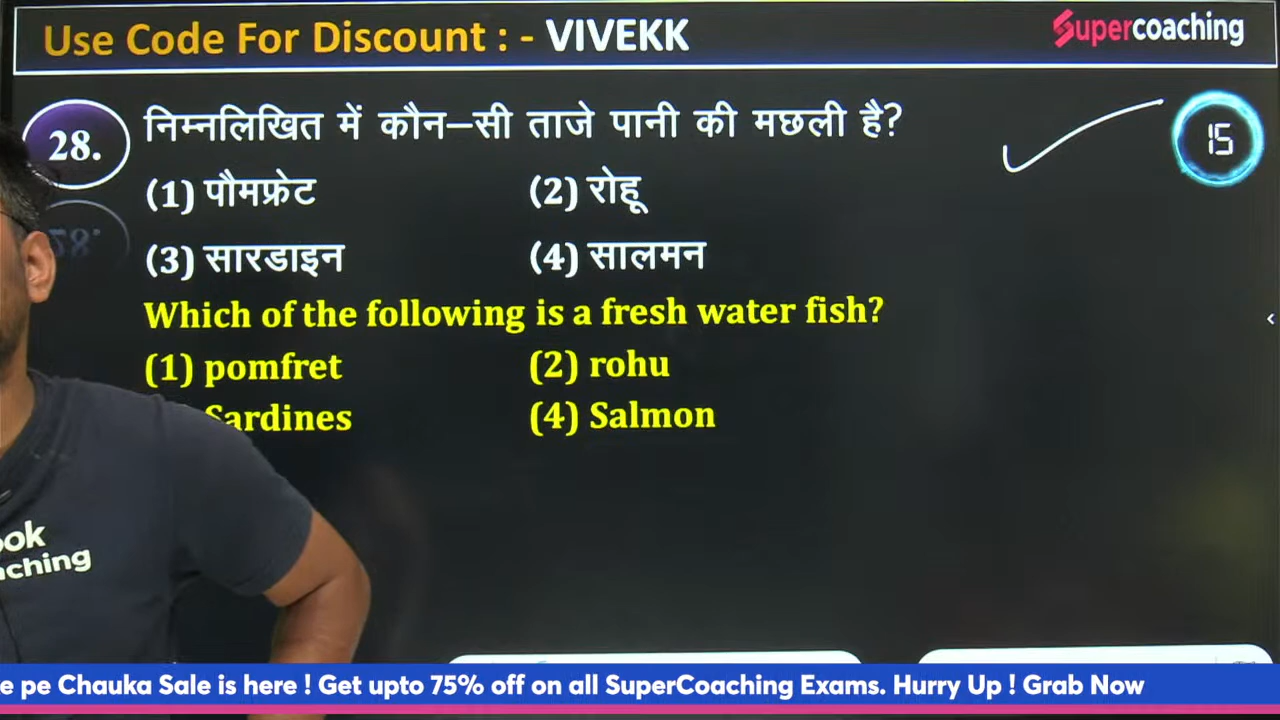 Use Code For Discount : - VIVEKK
Supercoaching
28. निम्नलिखित में कौन–सी ताजे पानी की मछली है?
15
(1) पौमफ्रेट (2) रोहू
(3) सारडाइन (4) सालमन
Which of the following is a fresh water fish?
(1) pomfret (2) rohu
Sardines (4) Salmon
e pe Chauka Sale is here ! Get upto 75% off on all SuperCoaching Exams. Hurry Up ! Grab Now